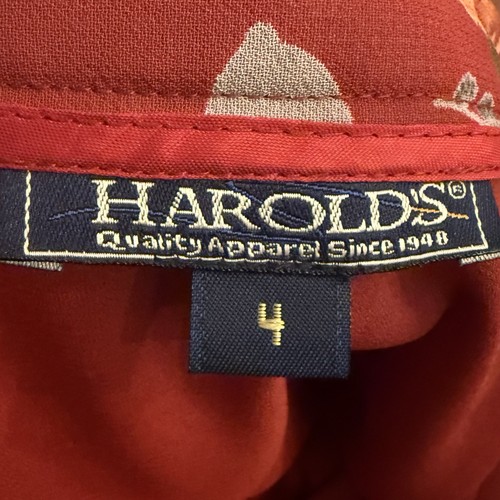 HAROLD'S®
Quality Apparel Since 1948
4